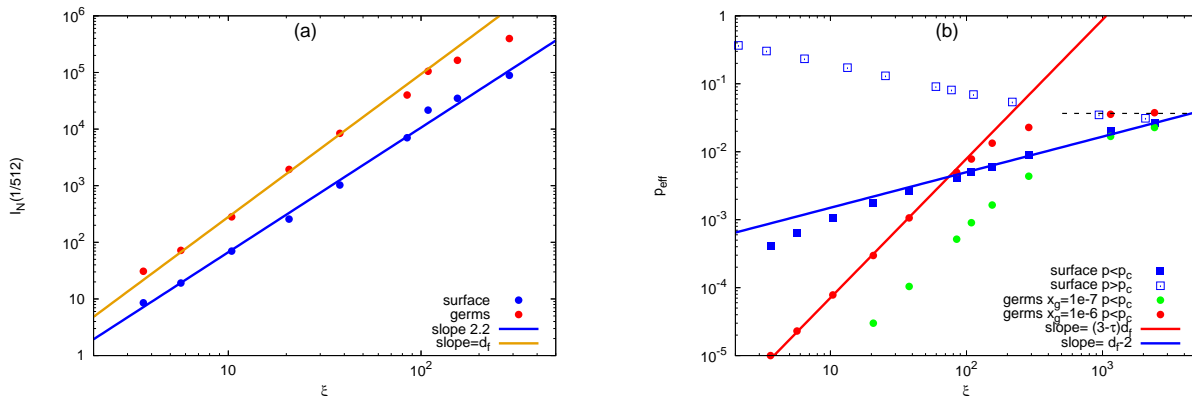 (a)
10^6
10^5
10^4
10^3
10^2
10
1
I_N(1/512)
10
10^2
ξ
surface
germs
slope 2.2
slope=d_f
(b)
1
10^-1
10^-2
10^-3
10^-4
10^-5
p_eff
10
10^2
10^3
ξ
surface p<p_c
surface p>p_c
germs x_g=1e-7 p<p_c
germs x_g=1e-6 p<p_c
slope= (3-τ)d_f
slope= d_f-2